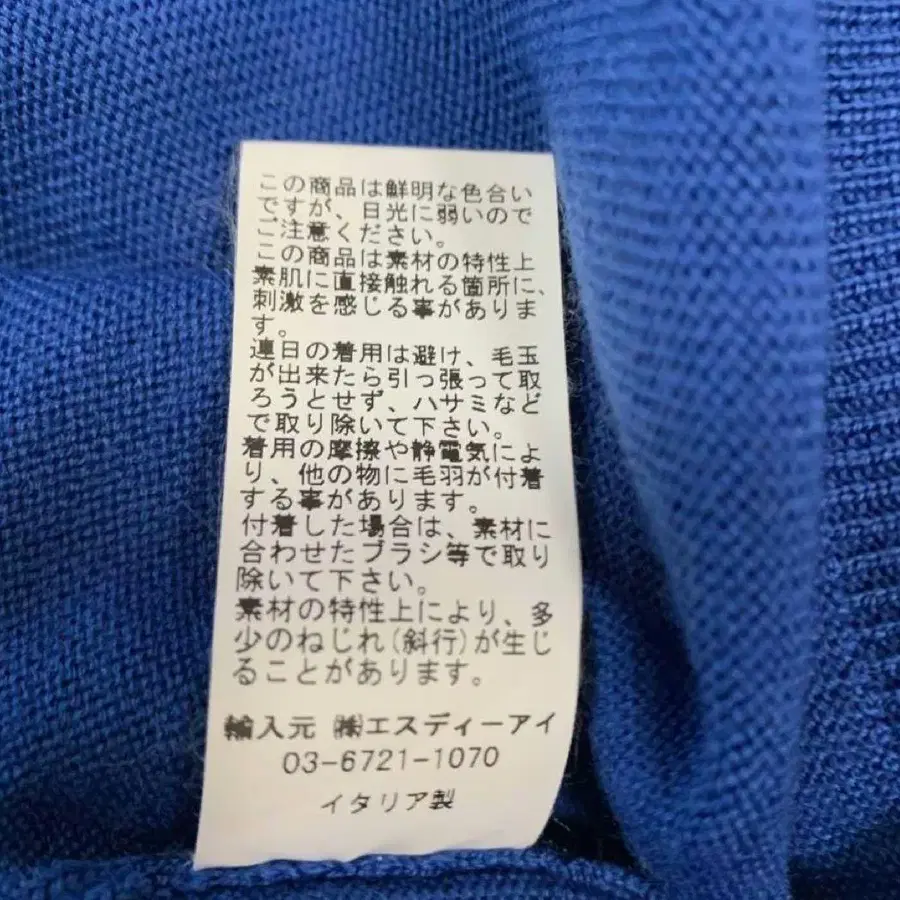 この商品は鮮明な色合い
ですが、日光に弱いので
ご注意ください。
この商品は素材の特性上
素肌に直接触れる箇所に、
刺激を感じる事がありま
す。
連日の着用は避け、毛玉
が出来たら引っ張って取
ろうとせず、ハサミなど
で取り除いて下さい。
着用の摩擦や静電気によ
り、他の物に毛羽が付着
する事があります。
付着した場合は、素材に
合わせたブラシ等で取り
除いて下さい。
素材の特性上により、多
少のねじれ(斜行)が生じ
ることがあります。
輸入元 ㈱エスディーアイ
03-6721-1070
イタリア製